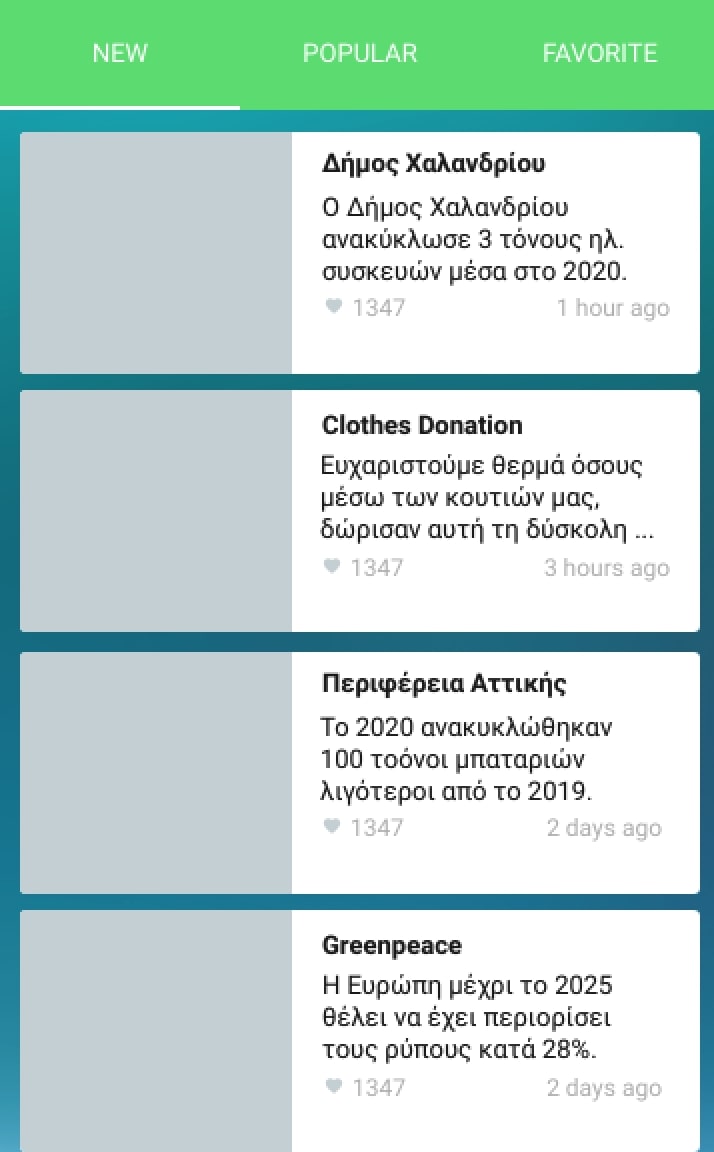 NEW POPULAR FAVORITE
Δήμος Χαλανδρίου
Ο Δήμος Χαλανδρίου
ανακύκλωσε 3 τόνους ηλ.
συσκευών μέσα στο 2020.
1347 1 hour ago
Clothes Donation
Ευχαριστούμε θερμά όσους
μέσω των κουτιών μας,
δώρισαν αυτή τη δύσκολη ...
1347 3 hours ago
Περιφέρεια Αττικής
Το 2020 ανακυκλώθηκαν
100 τοόνοι μπαταριών
λιγότεροι από το 2019.
1347 2 days ago
Greenpeace
Η Ευρώπη μέχρι το 2025
θέλει να έχει περιορίσει
τους ρύπους κατά 28%.
1347 2 days ago